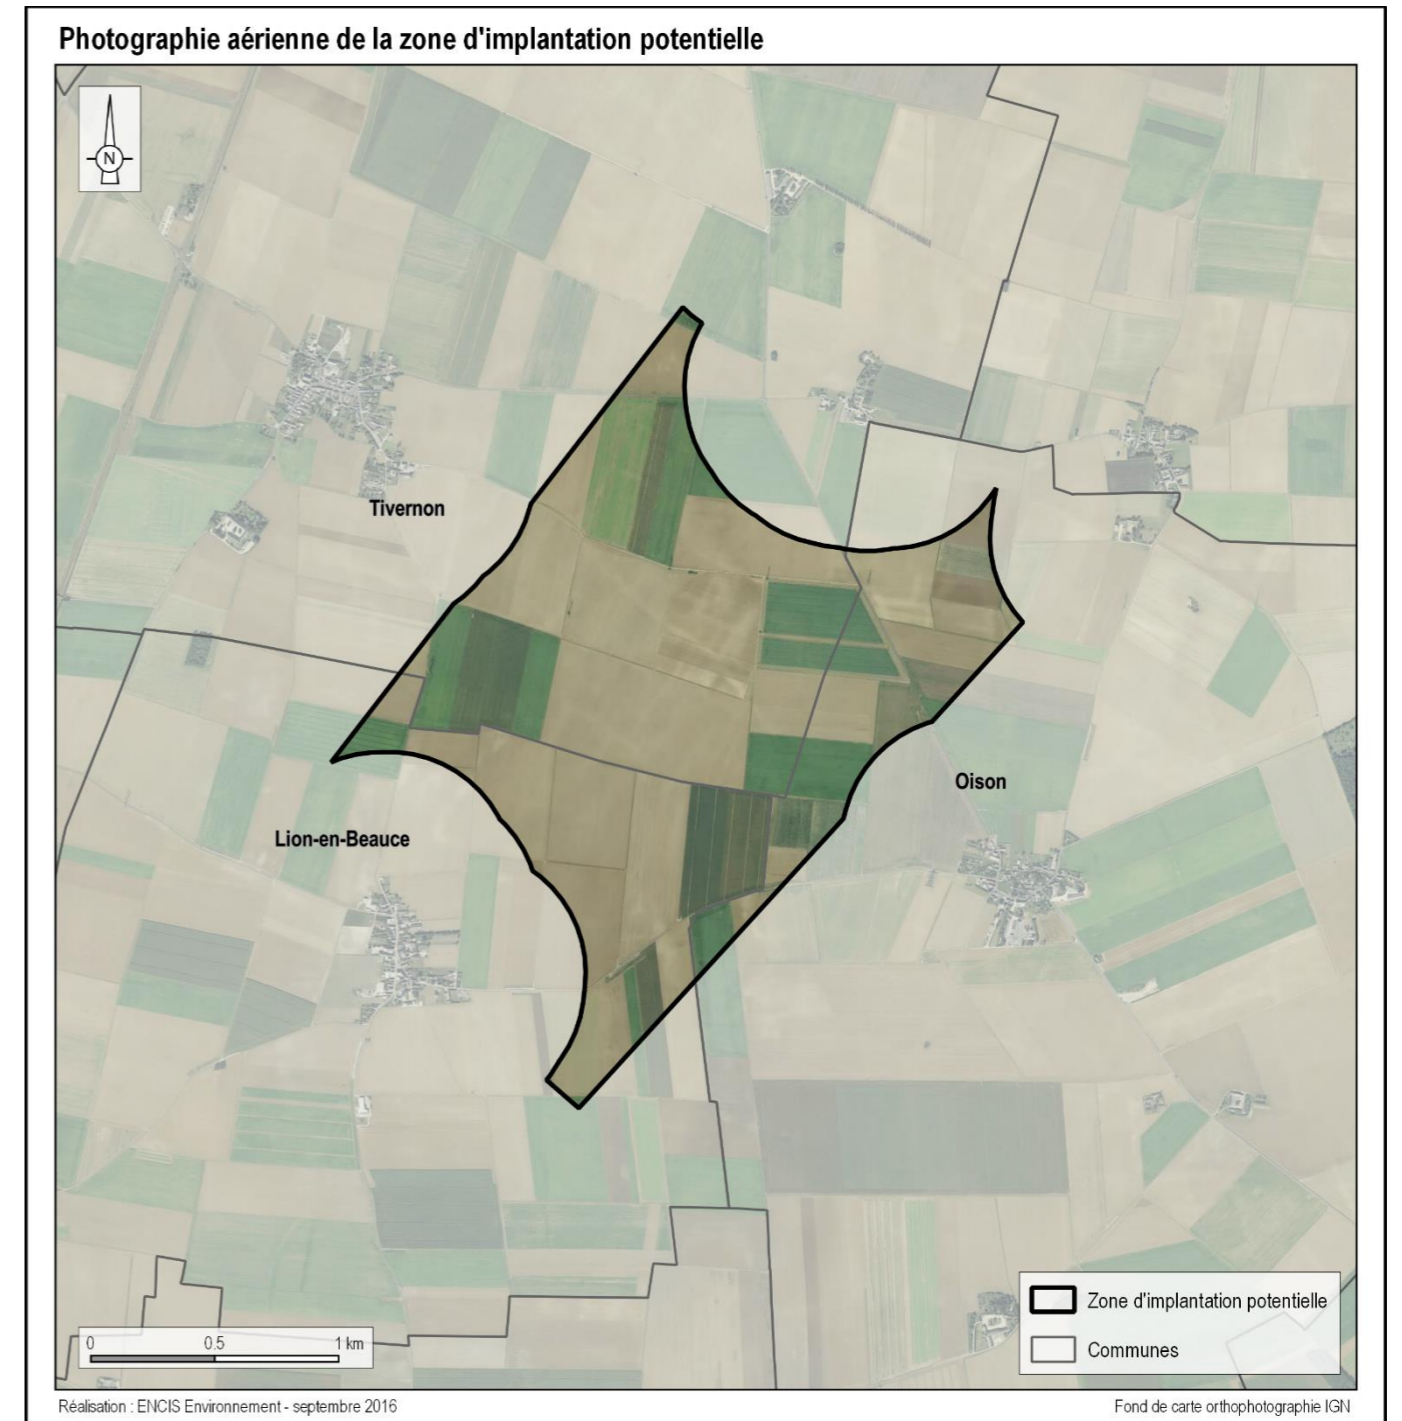 Photographie aérienne de la zone d'implantation potentielle
N
Tivernon
Oison
Lion-en-Beauce
Zone d'implantation potentielle
Communes
0 0.5 1 km
Réalisation : ENCIS Environnement - septembre 2016
Fond de carte orthophotographie IGN